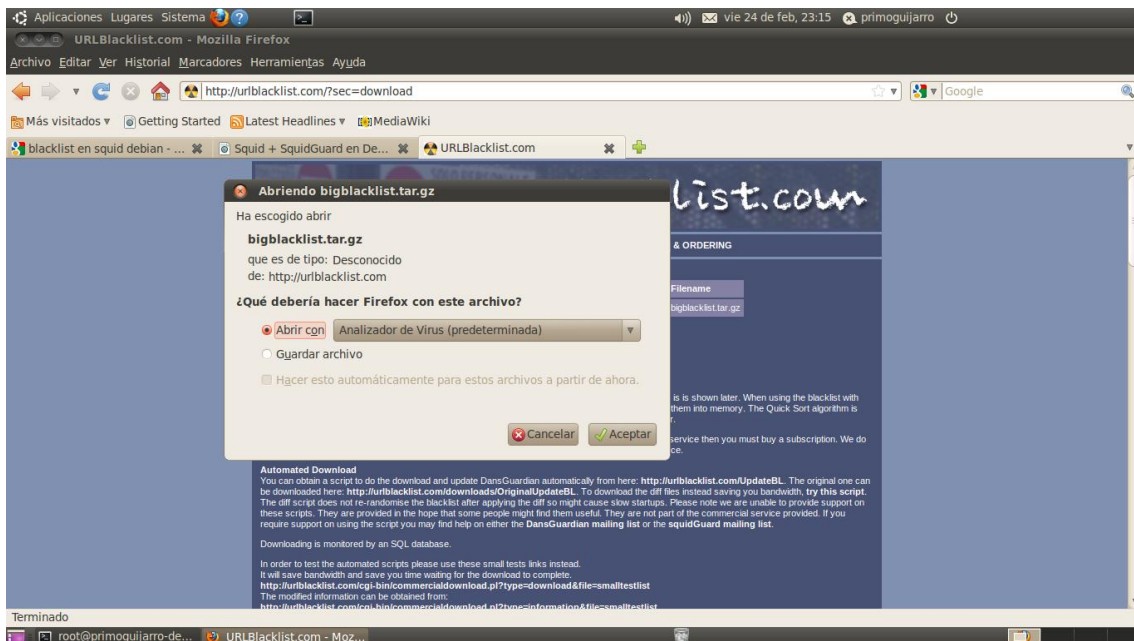 Aplicaciones Lugares Sistema
vie 24 de feb, 23:15 primoguijarro
URLBlacklist.com - Mozilla Firefox
Archivo Editar Ver Historial Marcadores Herramientas Ayuda
http://urlblacklist.com/?sec=download
Google
Más visitados Getting Started Latest Headlines MediaWiki
blacklist en squid debian - ... Squid + SquidGuard en De... URLBlacklist.com
list.com
& ORDERING
Filename
bigblacklist.tar.gz
Abriendo bigblacklist.tar.gz
Ha escogido abrir
bigblacklist.tar.gz
que es de tipo: Desconocido
de: http://urlblacklist.com
¿Qué debería hacer Firefox con este archivo?
Abrir con Analizador de Virus (predeterminada)
Guardar archivo
Hacer esto automáticamente para estos archivos a partir de ahora.
Cancelar Aceptar
is is shown later. When using the blacklist with
them into memory. The Quick Sort algorithm is
r.
service then you must buy a subscription. We do
ce.
Automated Download
You can obtain a script to do the download and update DansGuardian automatically from here: http://urlblacklist.com/UpdateBL. The original one can
be downloaded here: http://urlblacklist.com/downloads/OriginalUpdateBL. To download the diff files instead saving you bandwidth, try this script.
The diff script does not re-randomise the blacklist after applying the diff so might cause slow startups. Please note we are unable to provide support on
these scripts. They are provided in the hope that some people might find them useful. They are not part of the commercial service provided. If you
require support on using the script you may find help on either the DansGuardian mailing list or the squidGuard mailing list.
Downloading is monitored by an SQL database.
In order to test the automated scripts please use these small tests links instead.
It will save bandwidth and save you time waiting for the download to complete.
http://urlblacklist.com/cgi-bin/commercialdownload.pl?type=download&file=smalltestlist
The modified information can be obtained from:
http://urlblacklist.com/cgi-bin/commercialdownload.pl?type=information&file=smalltestlist
Terminado
root@primoguijarro-de... URLBlacklist.com - Moz...